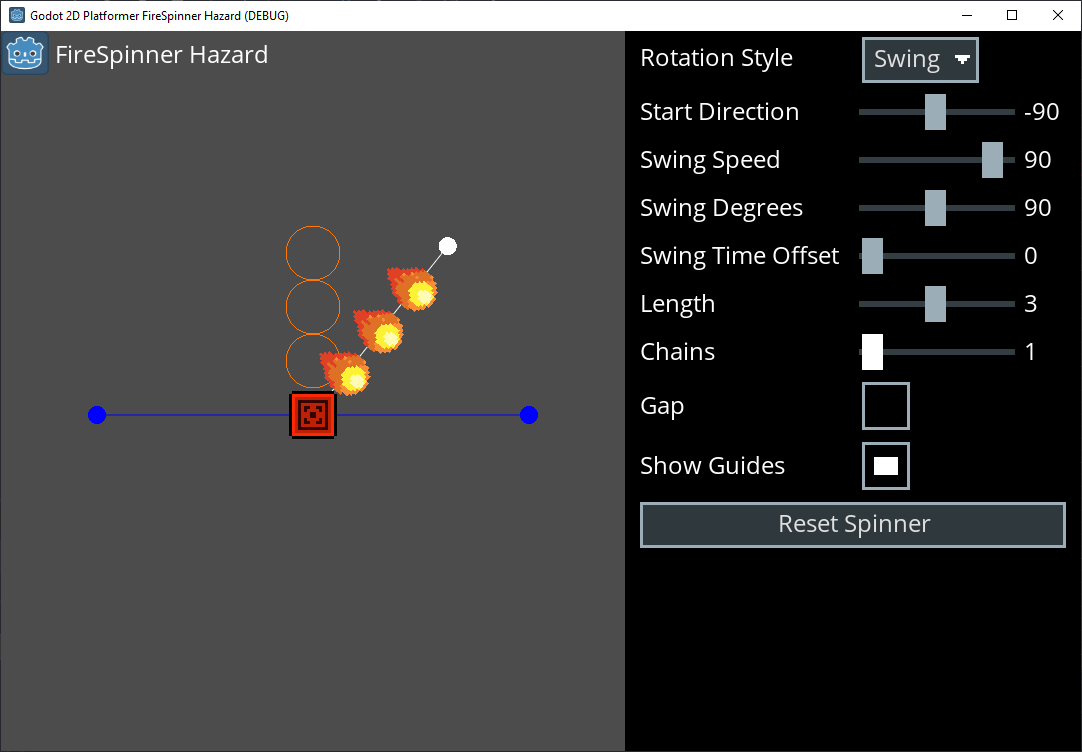 Godot 2D Platformer FireSpinner Hazard (DEBUG)
FireSpinner Hazard
Rotation Style Swing
Start Direction -90
Swing Speed 90
Swing Degrees 90
Swing Time Offset 0
Length 3
Chains 1
Gap
Show Guides
Reset Spinner